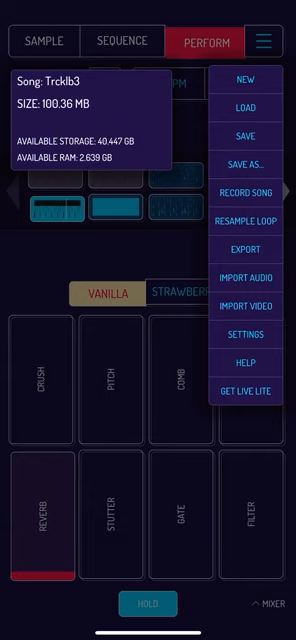 SAMPLE
SEQUENCE
PERFORM
Song: Trcklb3
SIZE: 100.36 MB
AVAILABLE STORAGE: 40.447 GB
AVAILABLE RAM: 2.639 GB
PM
NEW
LOAD
SAVE
SAVE AS...
RECORD SONG
RESAMPLE LOOP
EXPORT
IMPORT AUDIO
IMPORT VIDEO
SETTINGS
HELP
GET LIVE LITE
VANILLA
STRAWBERR
CRUSH
PITCH
COMB
REVERB
STUTTER
GATE
FILTER
HOLD
MIXER